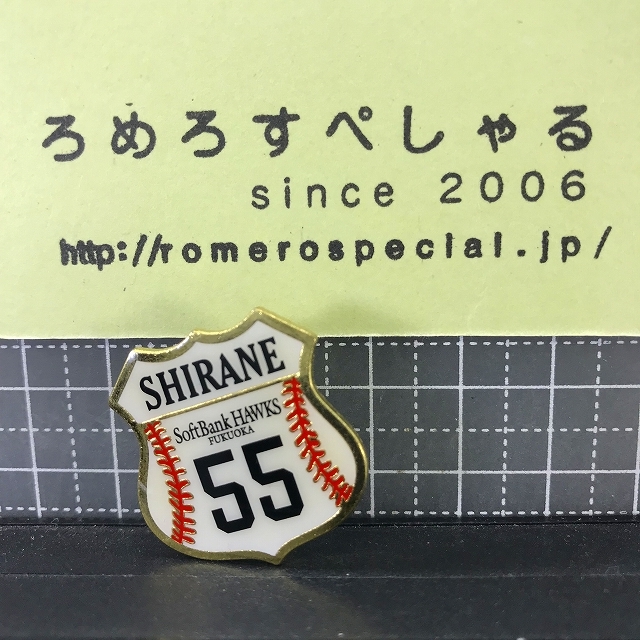 ろめろすぺしゃる
since 2006
http://romerospecial.jp/
SHIRANE
SoftBank HAWKS
FUKUOKA
55